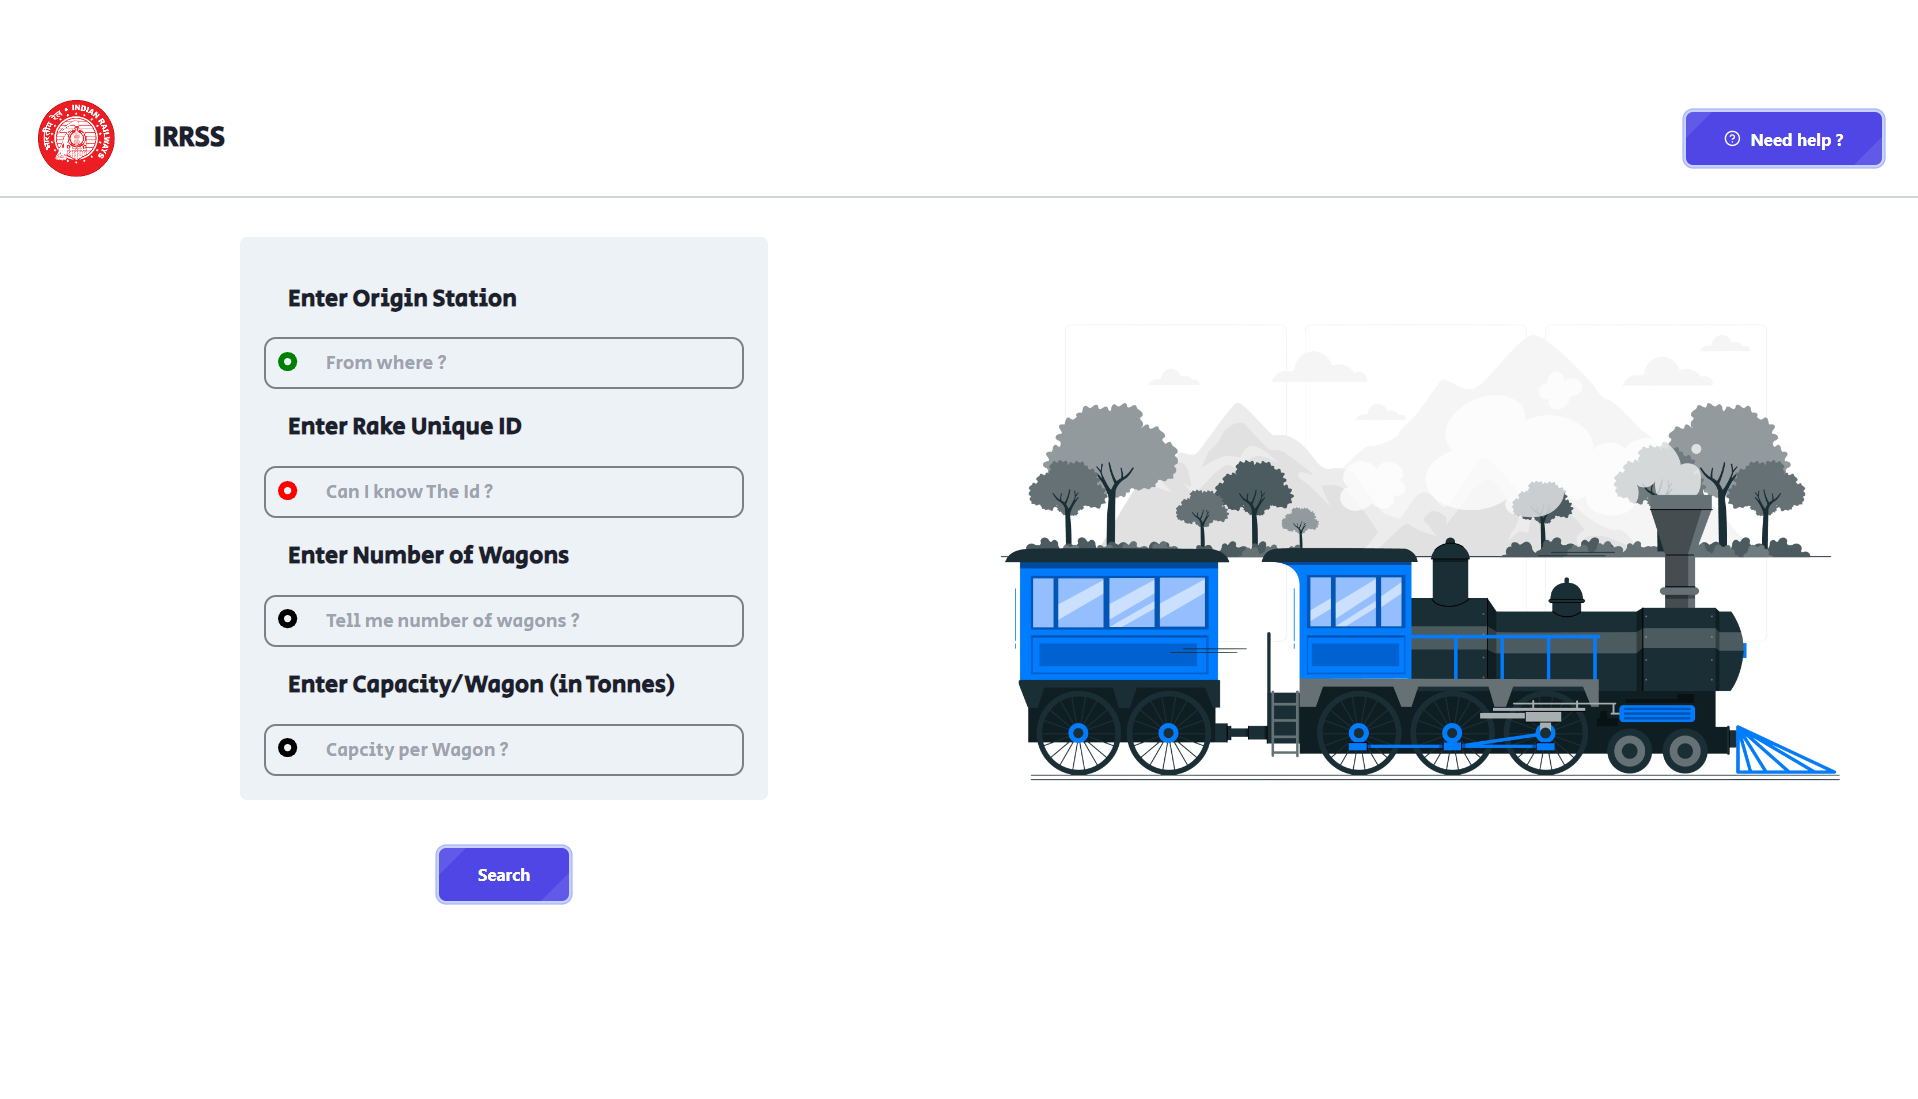 भारतीय रेल • INDIAN RAILWAYS
IRRSS
Need help ?
Enter Origin Station
From where ?
Enter Rake Unique ID
Can I know The Id ?
Enter Number of Wagons
Tell me number of wagons ?
Enter Capacity/Wagon (in Tonnes)
Capcity per Wagon ?
Search